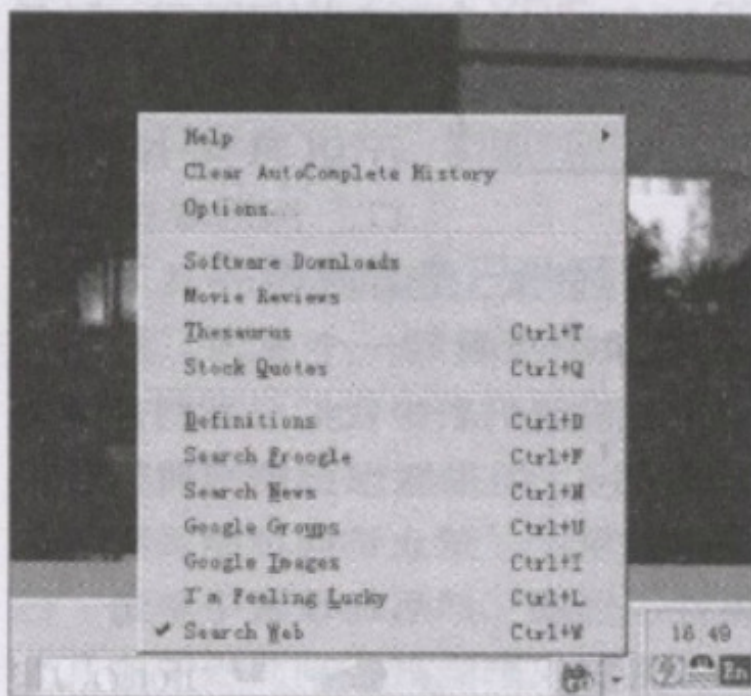 Help
Clear AutoComplete History
Options...
Software Downloads
Movie Reviews
Thesaurus Ctrl+T
Stock Quotes Ctrl+Q
Definitions Ctrl+D
Search Froogle Ctrl+F
Search News Ctrl+N
Google Groups Ctrl+U
Google Images Ctrl+I
I'm Feeling Lucky Ctrl+L
Search Web Ctrl+W
16:49
En